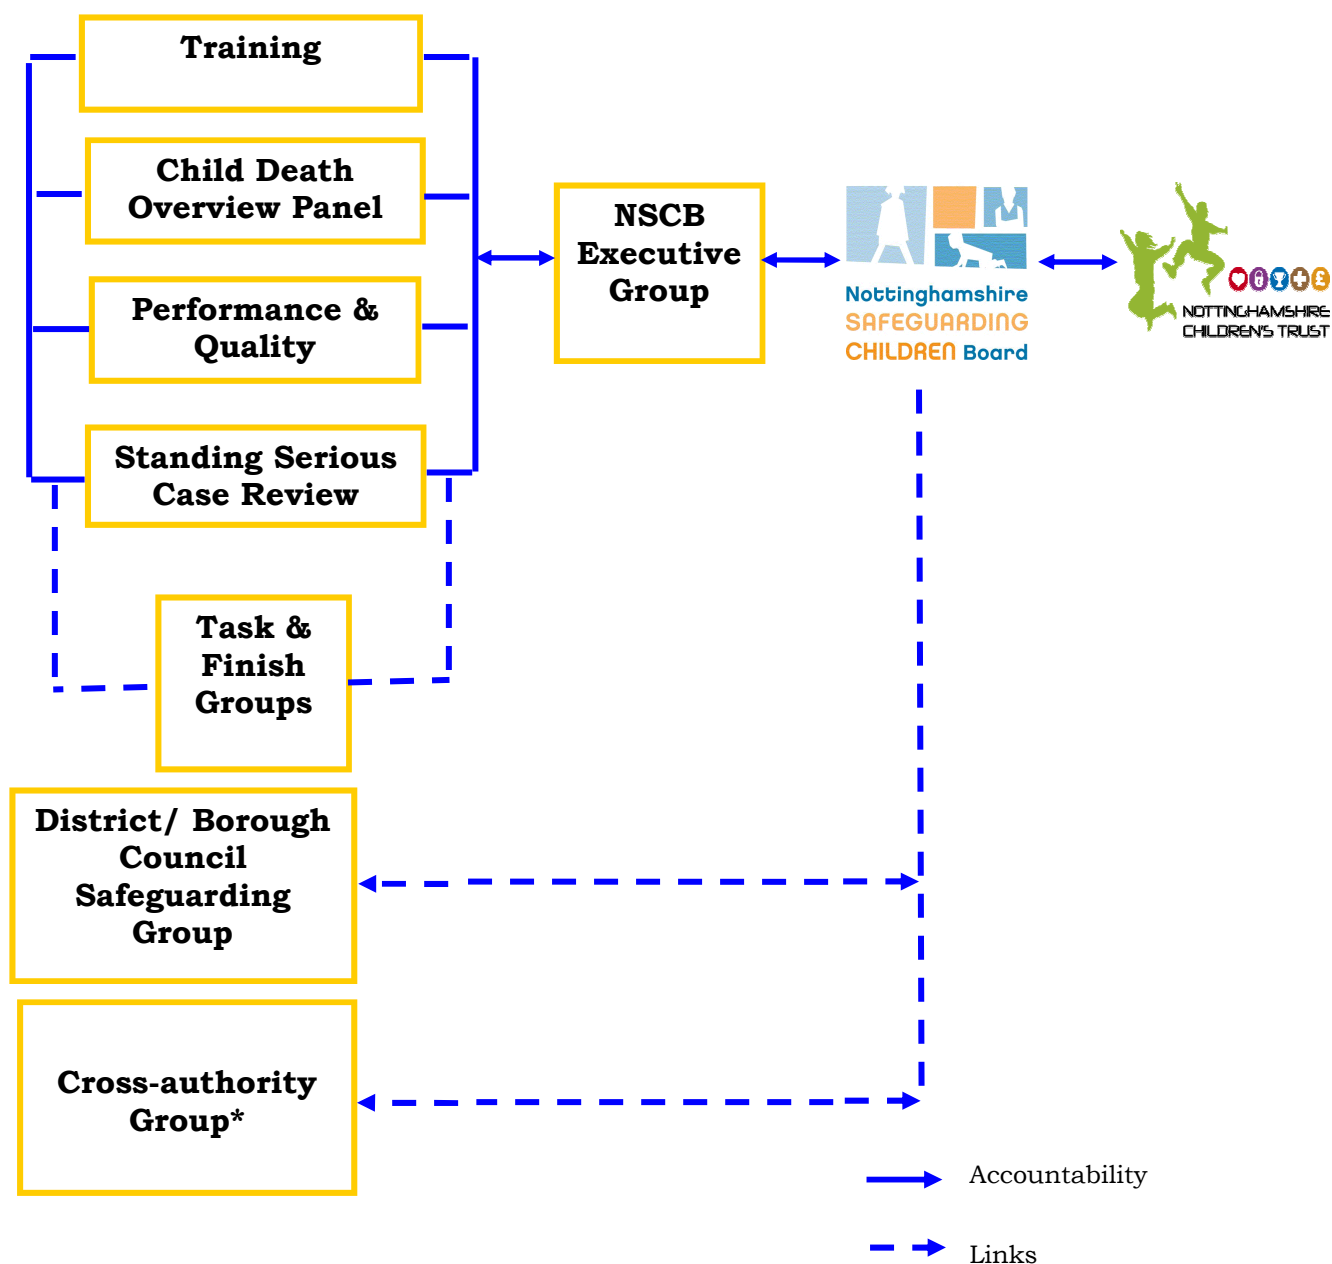 Training
Child Death
Overview Panel
Performance &
Quality
Standing Serious
Case Review
Task &
Finish
Groups
District/ Borough
Council
Safeguarding
Group
Cross-authority
Group*
NSCB
Executive
Group
Nottinghamshire
SAFEGUARDING
CHILDREN Board
£
NOTTINGHAMSHIRE
CHILDREN'S TRUST
Accountability
Links